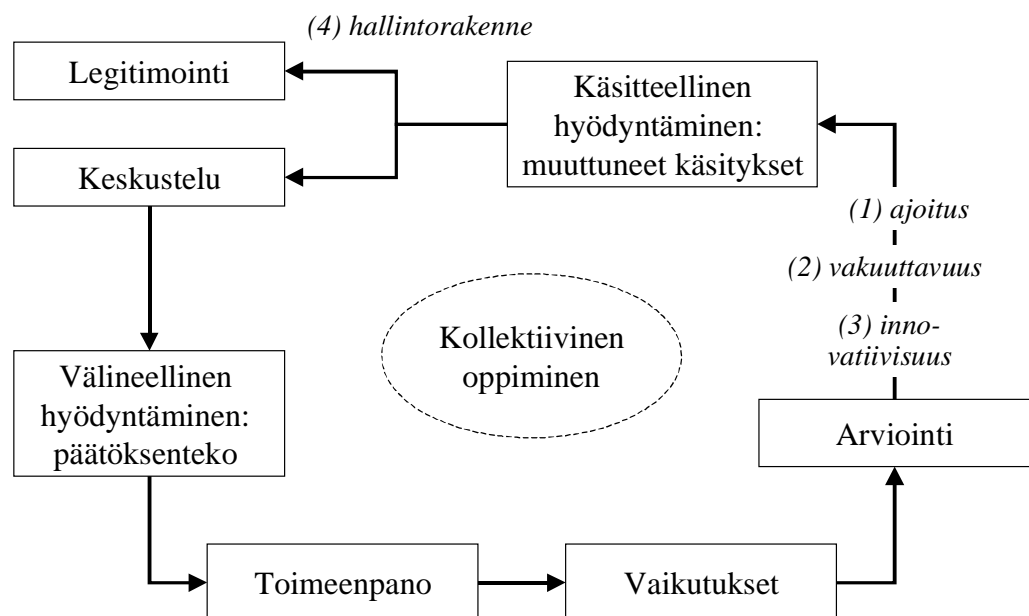 (4) hallintorakenne
Legitimointi
Käsitteellinen
hyödyntäminen:
muuttuneet käsitykset
Keskustelu
(1) ajoitus
(2) vakuuttavuus
(3) inno-
vatiivisuus
Kollektiivinen
oppiminen
Välineellinen
hyödyntäminen:
päätöksenteko
Arviointi
Toimeenpano
Vaikutukset